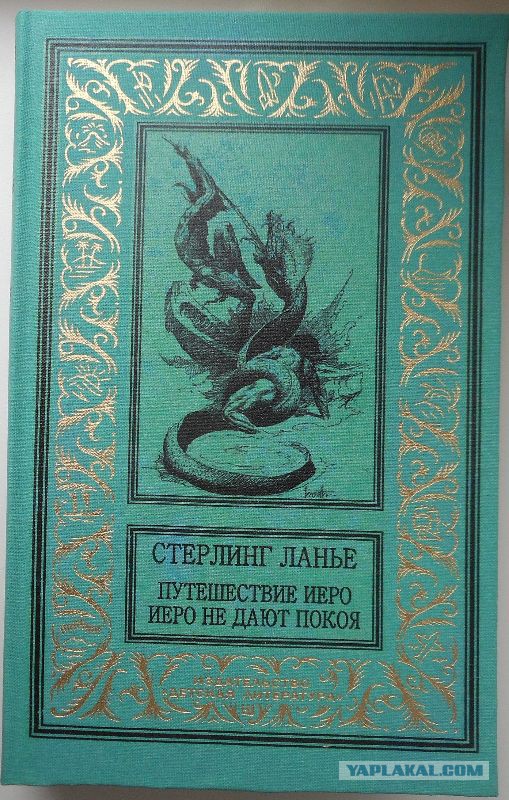 СТЕРЛИНГ ЛАНЬЕ
ПУТЕШЕСТВИЕ ИЕРО
ИЕРО НЕ ДАЮТ ПОКОЯ
ИЗДАТЕЛЬСТВО
"ДЕТСКАЯ ЛИТЕРАТУРА"
YAPLAKAL.COM